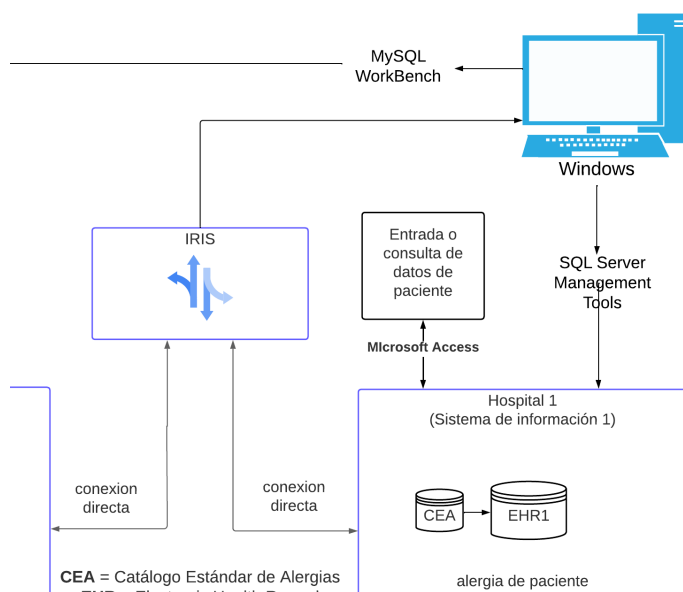 MySQL
WorkBench
Windows
IRIS
Entrada o
consulta de
datos de
paciente
SQL Server
Management
Tools
MIcrosoft Access
Hospital 1
(Sistema de información 1)
conexion
directa
conexion
directa
CEA
EHR1
CEA = Catálogo Estándar de Alergias
alergia de paciente